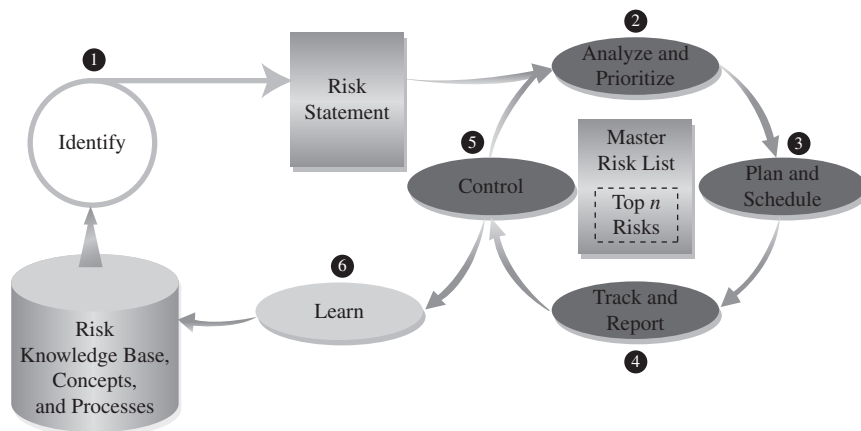 1
Identify
Risk
Statement
2
Analyze and
Prioritize
3
Plan and
Schedule
Master
Risk List
Top n
Risks
4
Track and
Report
5
Control
6
Learn
Risk
Knowledge Base,
Concepts,
and Processes